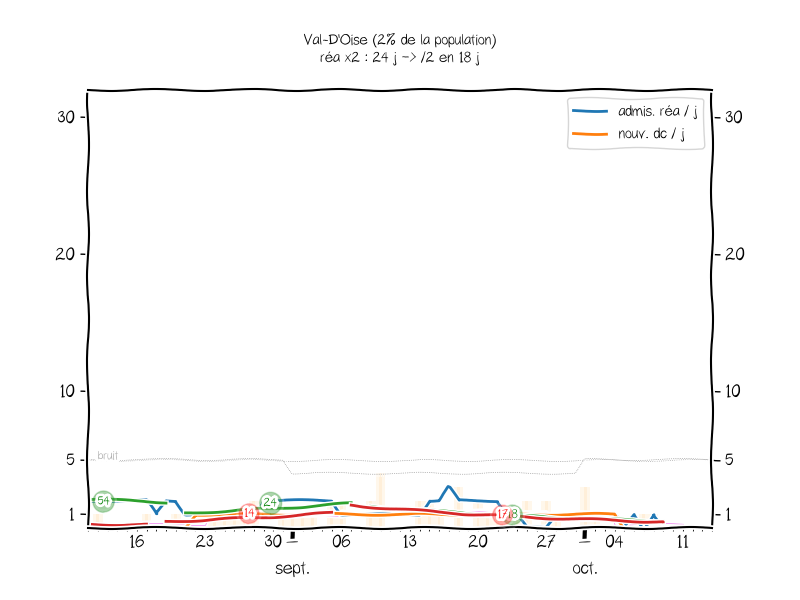 Val-D'Oise (2% de la population)
réa x2 : 24 j -> /2 en 18 j
admis. réa / j
nouv. dc / j
30
30
20
20
10
10
bruit
5
5
54
24
14
17
1
1
16 23 30 06 13 20 27 04 11
sept. oct.